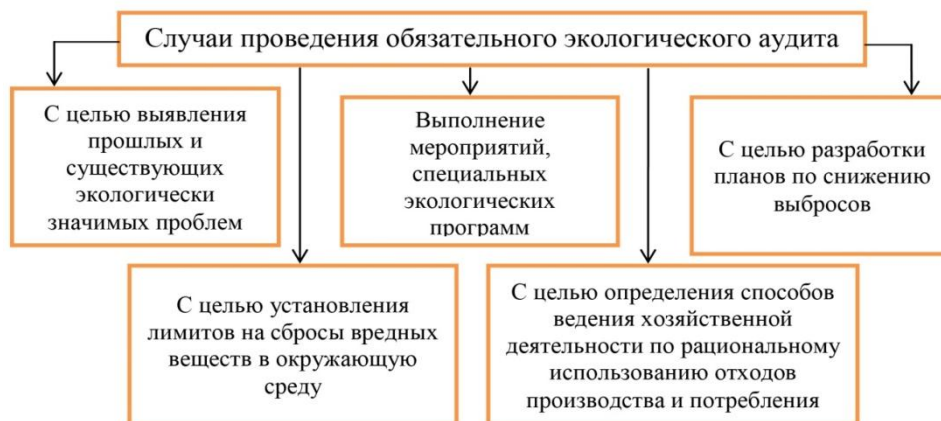 Случаи проведения обязательного экологического аудита
С целью выявления
прошлых и
существующих
экологически
значимых проблем
Выполнение
мероприятий,
специальных
экологических
программ
С целью разработки
планов по снижению
выбросов
С целью установления
лимитов на сбросы вредных
веществ в окружающую
среду
С целью определения способов
ведения хозяйственной
деятельности по рациональному
использованию отходов
производства и потребления